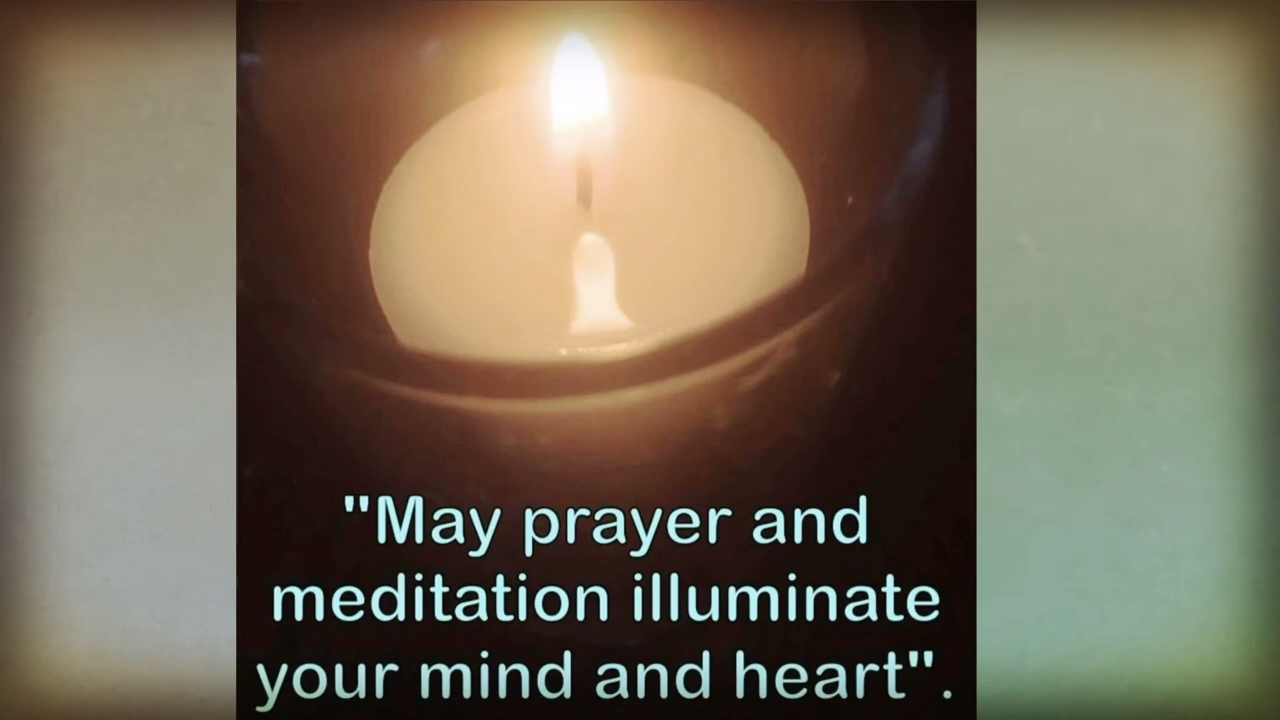 "May prayer and
meditation illuminate
your mind and heart".